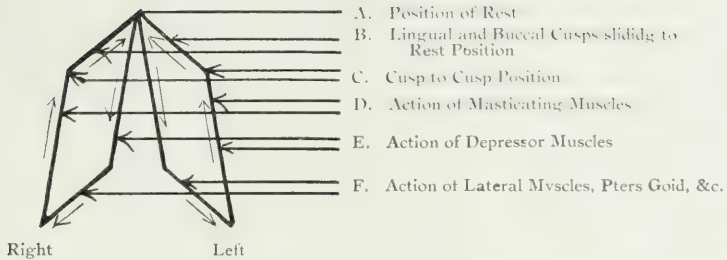 A. Position of Rest
B. Lingual and Buccal Cusps slididg to
Rest Position
C. Cusp to Cusp Position
D. Action of Masticating Muscles
E. Action of Depressor Muscles
F. Action of Lateral Mvscles, Pters Goid, &c.
Right Left